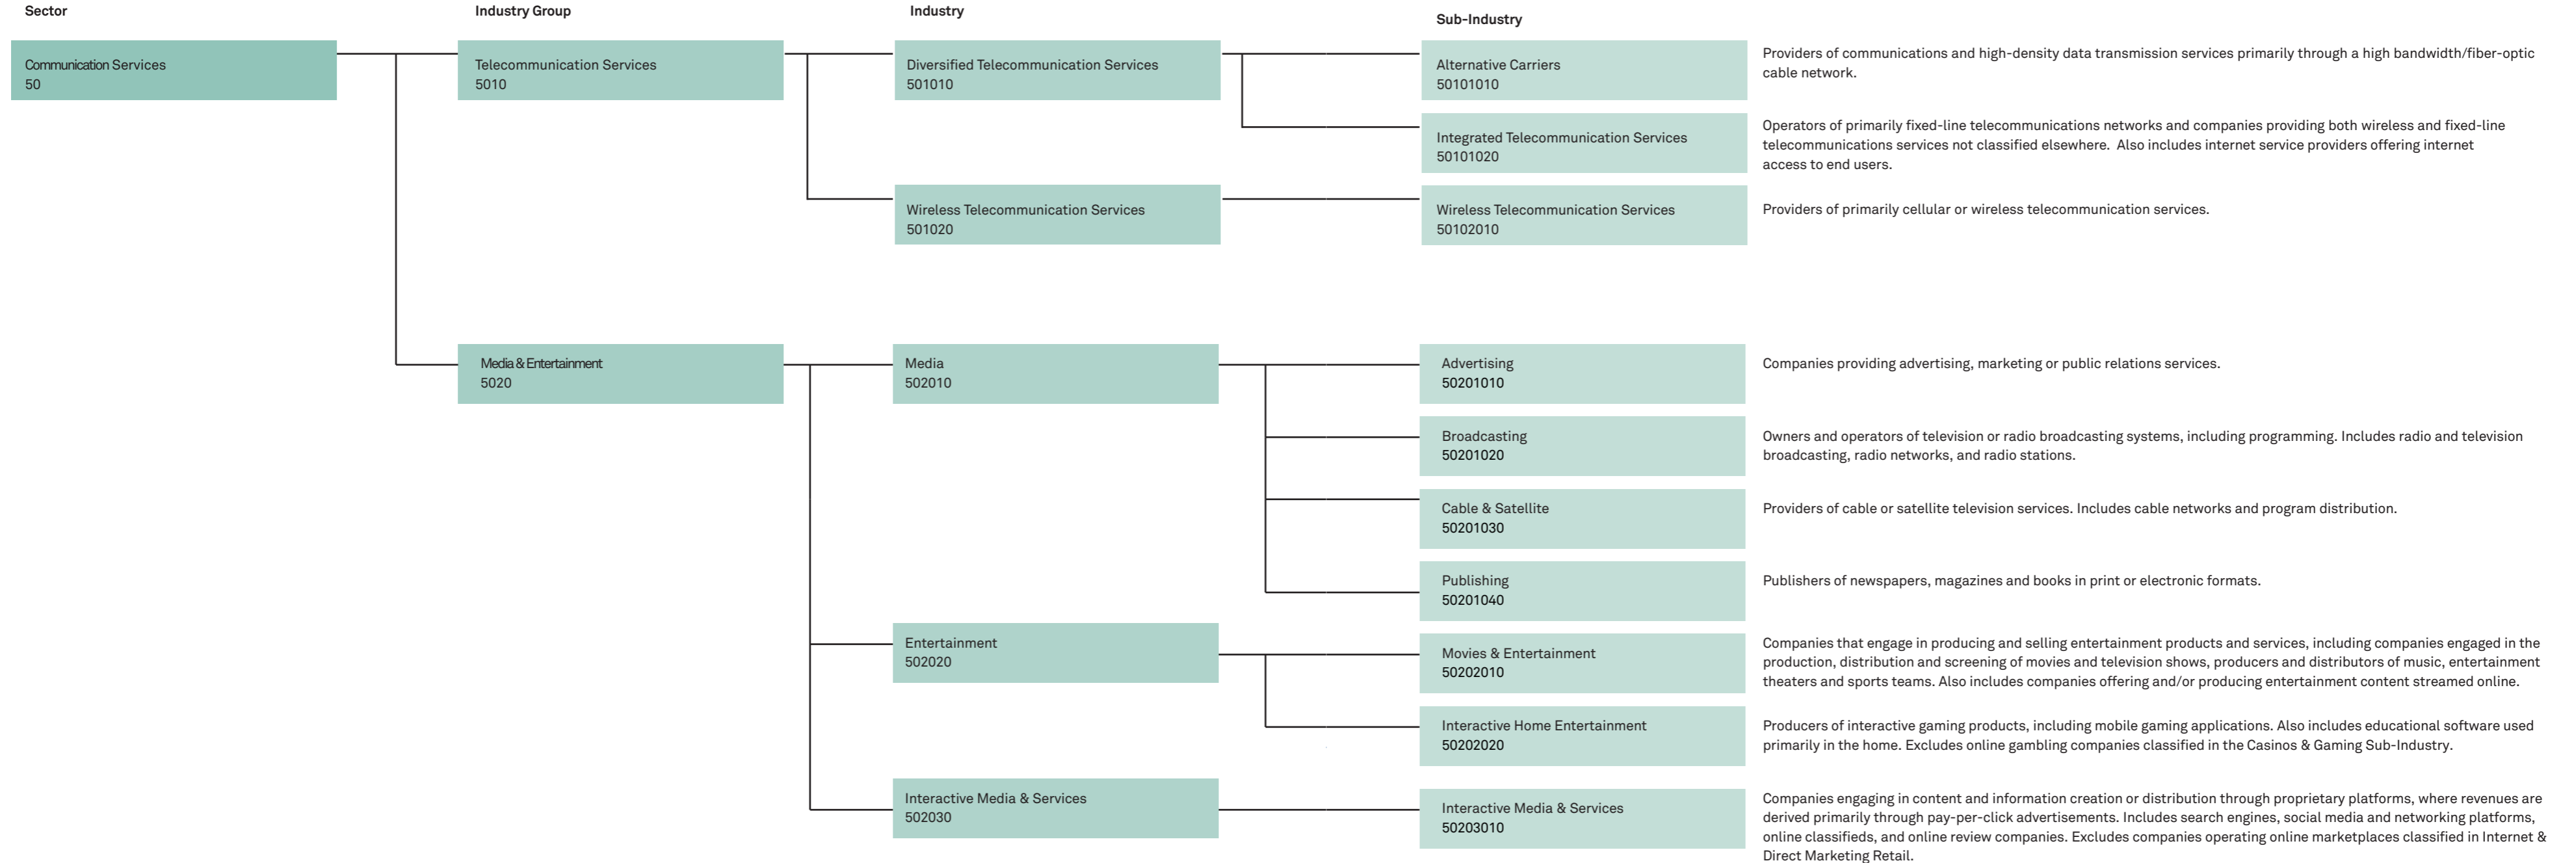 Sector
Industry Group
Industry
Sub-Industry
Communication Services
50
Telecommunication Services
5010
Diversified Telecommunication Services
501010
Alternative Carriers
50101010
Providers of communications and high-density data transmission services primarily through a high bandwidth/fiber-optic
cable network.
Integrated Telecommunication Services
50101020
Operators of primarily fixed-line telecommunications networks and companies providing both wireless and fixed-line
telecommunications services not classified elsewhere. Also includes internet service providers offering internet
access to end users.
Wireless Telecommunication Services
501020
Wireless Telecommunication Services
50102010
Providers of primarily cellular or wireless telecommunication services.
Media & Entertainment
5020
Media
502010
Advertising
50201010
Companies providing advertising, marketing or public relations services.
Broadcasting
50201020
Owners and operators of television or radio broadcasting systems, including programming. Includes radio and television
broadcasting, radio networks, and radio stations.
Cable & Satellite
50201030
Providers of cable or satellite television services. Includes cable networks and program distribution.
Publishing
50201040
Publishers of newspapers, magazines and books in print or electronic formats.
Entertainment
502020
Movies & Entertainment
50202010
Companies that engage in producing and selling entertainment products and services, including companies engaged in the
production, distribution and screening of movies and television shows, producers and distributors of music, entertainment
theaters and sports teams. Also includes companies offering and/or producing entertainment content streamed online.
Interactive Home Entertainment
50202020
Producers of interactive gaming products, including mobile gaming applications. Also includes educational software used
primarily in the home. Excludes online gambling companies classified in the Casinos & Gaming Sub-Industry.
Interactive Media & Services
502030
Interactive Media & Services
50203010
Companies engaging in content and information creation or distribution through proprietary platforms, where revenues are
derived primarily through pay-per-click advertisements. Includes search engines, social media and networking platforms,
online classifieds, and online review companies. Excludes companies operating online marketplaces classified in Internet &
Direct Marketing Retail.